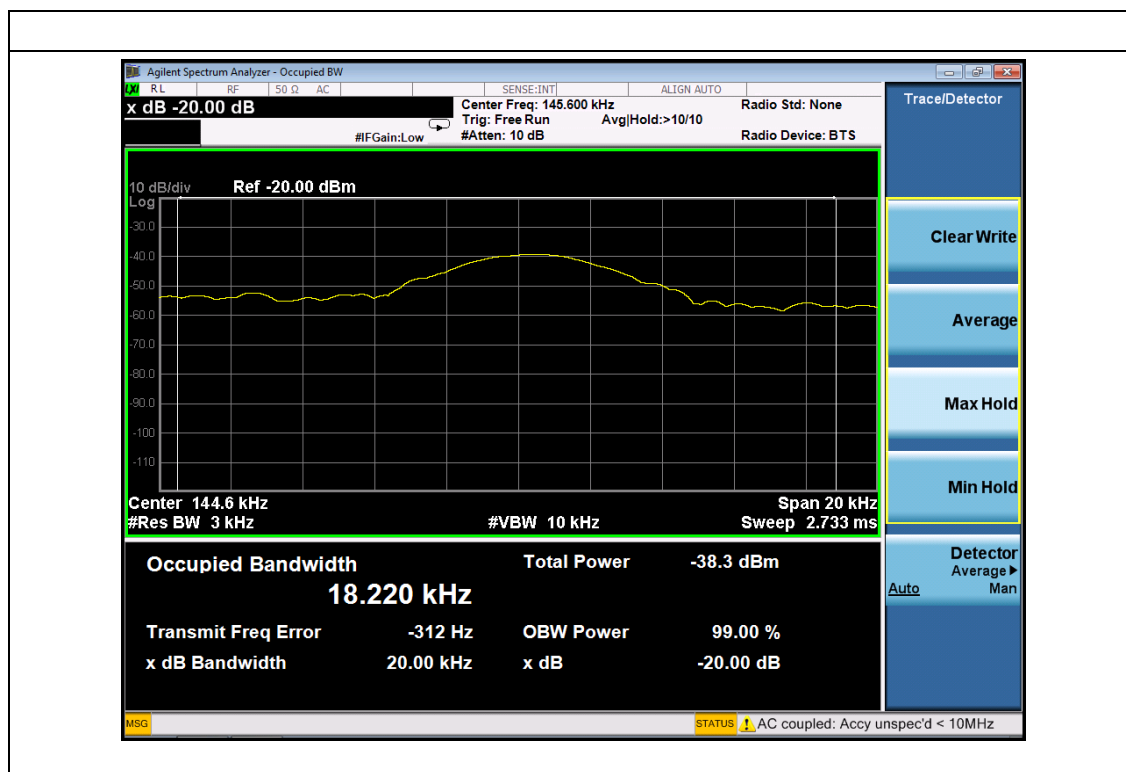 Agilent Spectrum Analyzer - Occupied BW
LXI RL RF 50 Ω AC SENSE:INT ALIGN AUTO
x dB -20.00 dB
Center Freq: 145.600 kHz
Radio Std: None
Trig: Free Run Avg|Hold:>10/10
#IFGain:Low
#Atten: 10 dB
Radio Device: BTS
10 dB/div Ref -20.00 dBm
Log
-30.0
-40.0
-50.0
-60.0
-70.0
-80.0
-90.0
-100
-110
Center 144.6 kHz
Span 20 kHz
#Res BW 3 kHz
#VBW 10 kHz
Sweep 2.733 ms
Occupied Bandwidth
18.220 kHz
Total Power -38.3 dBm
Transmit Freq Error -312 Hz
OBW Power 99.00 %
x dB Bandwidth 20.00 kHz
x dB -20.00 dB
Trace/Detector
Clear Write
Average
Max Hold
Min Hold
Detector
Average
Auto Man
MSG
STATUS AC coupled: Accy unspec'd < 10MHz